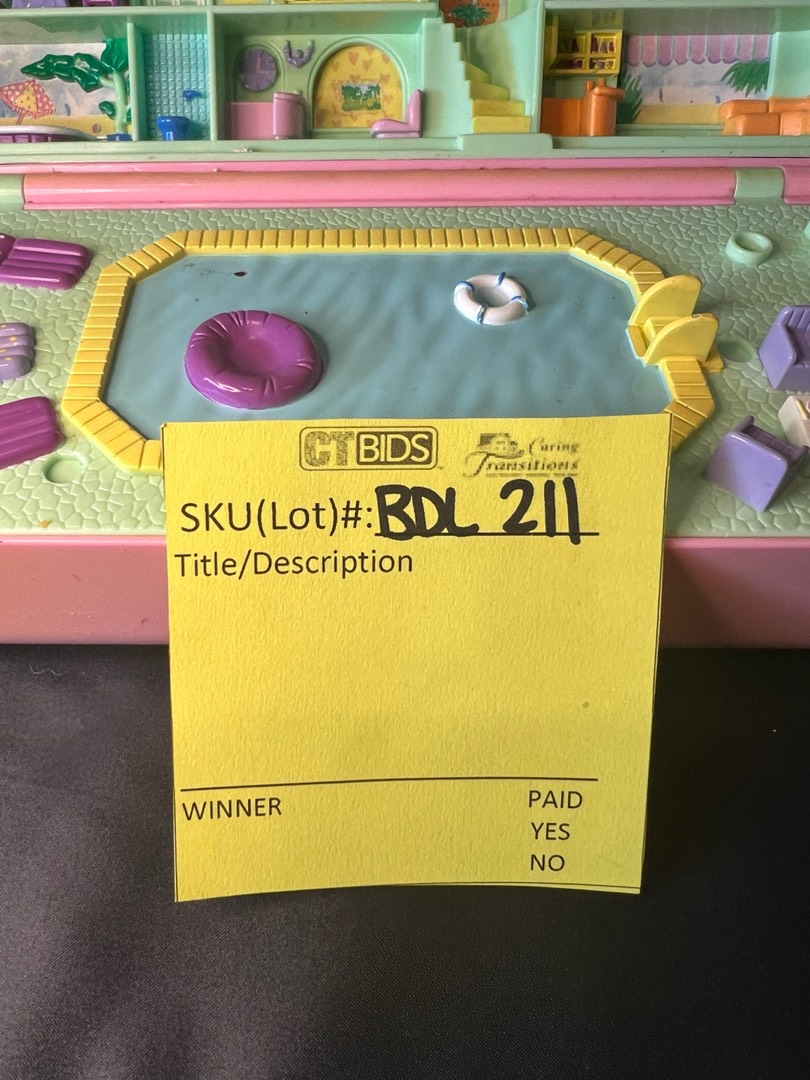 CTBIDS
Caring
Transitions
SKU(Lot)#: BDL 211
Title/Description
WINNER PAID
YES
NO